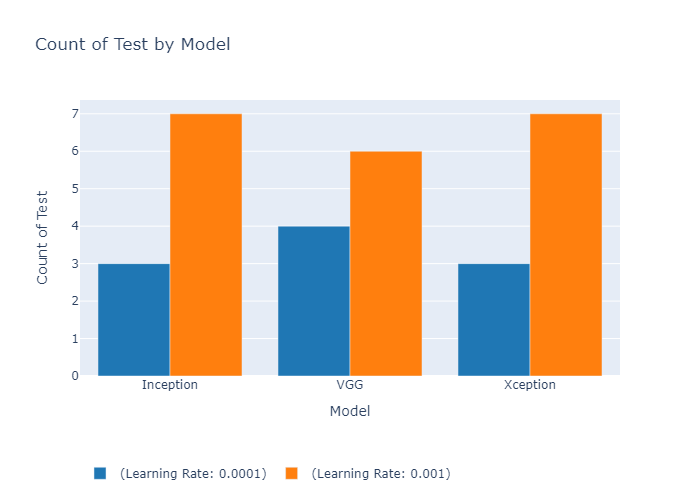 Count of Test by Model
Count of Test
7
6
5
4
3
2
1
0
Inception VGG Xception
Model
(Learning Rate: 0.0001) (Learning Rate: 0.001)